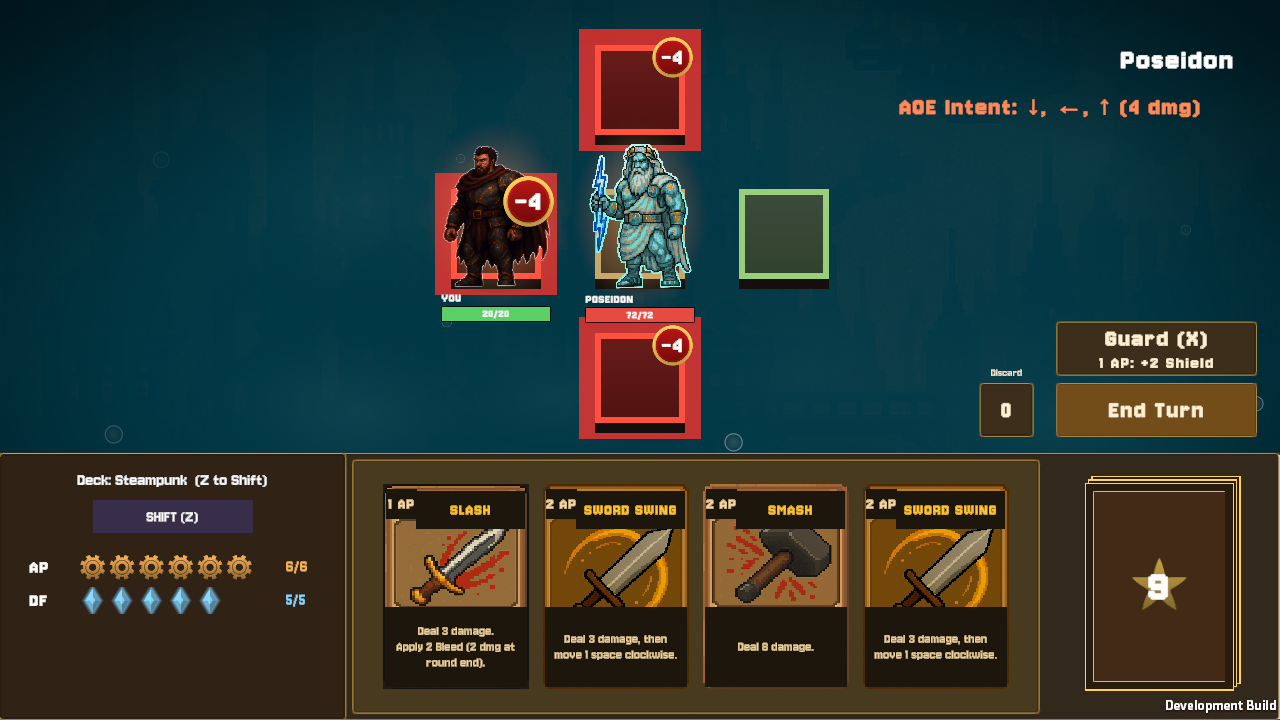 -4
Poseidon
AOE Intent: ↓, ←, ↑ (4 dmg)
-4
YOU
20/20
POSEIDON
72/72
-4
Guard (X)
1 AP: +2 Shield
Discard
0
End Turn
Deck: Steampunk (Z to Shift)
SHIFT (Z)
AP
6/6
DF
5/5
1 AP
SLASH
Deal 3 damage.
Apply 2 Bleed (2 dmg at
round end).
2 AP
SWORD SWING
Deal 3 damage, then
move 1 space clockwise.
2 AP
SMASH
Deal 8 damage.
2 AP
SWORD SWING
Deal 3 damage, then
move 1 space clockwise.
9
Development Build